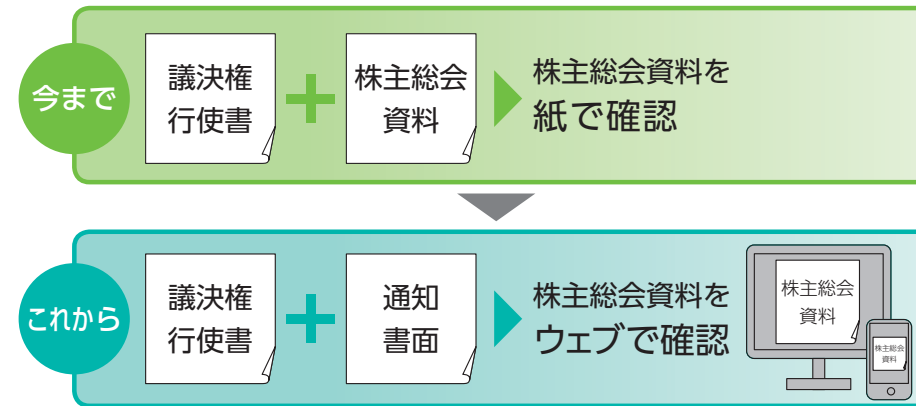 今まで
議決権
行使書
株主総会
資料
株主総会資料を
紙で確認
これから
議決権
行使書
通知
書面
株主総会資料を
ウェブで確認
株主総会
資料
株主総会
資料